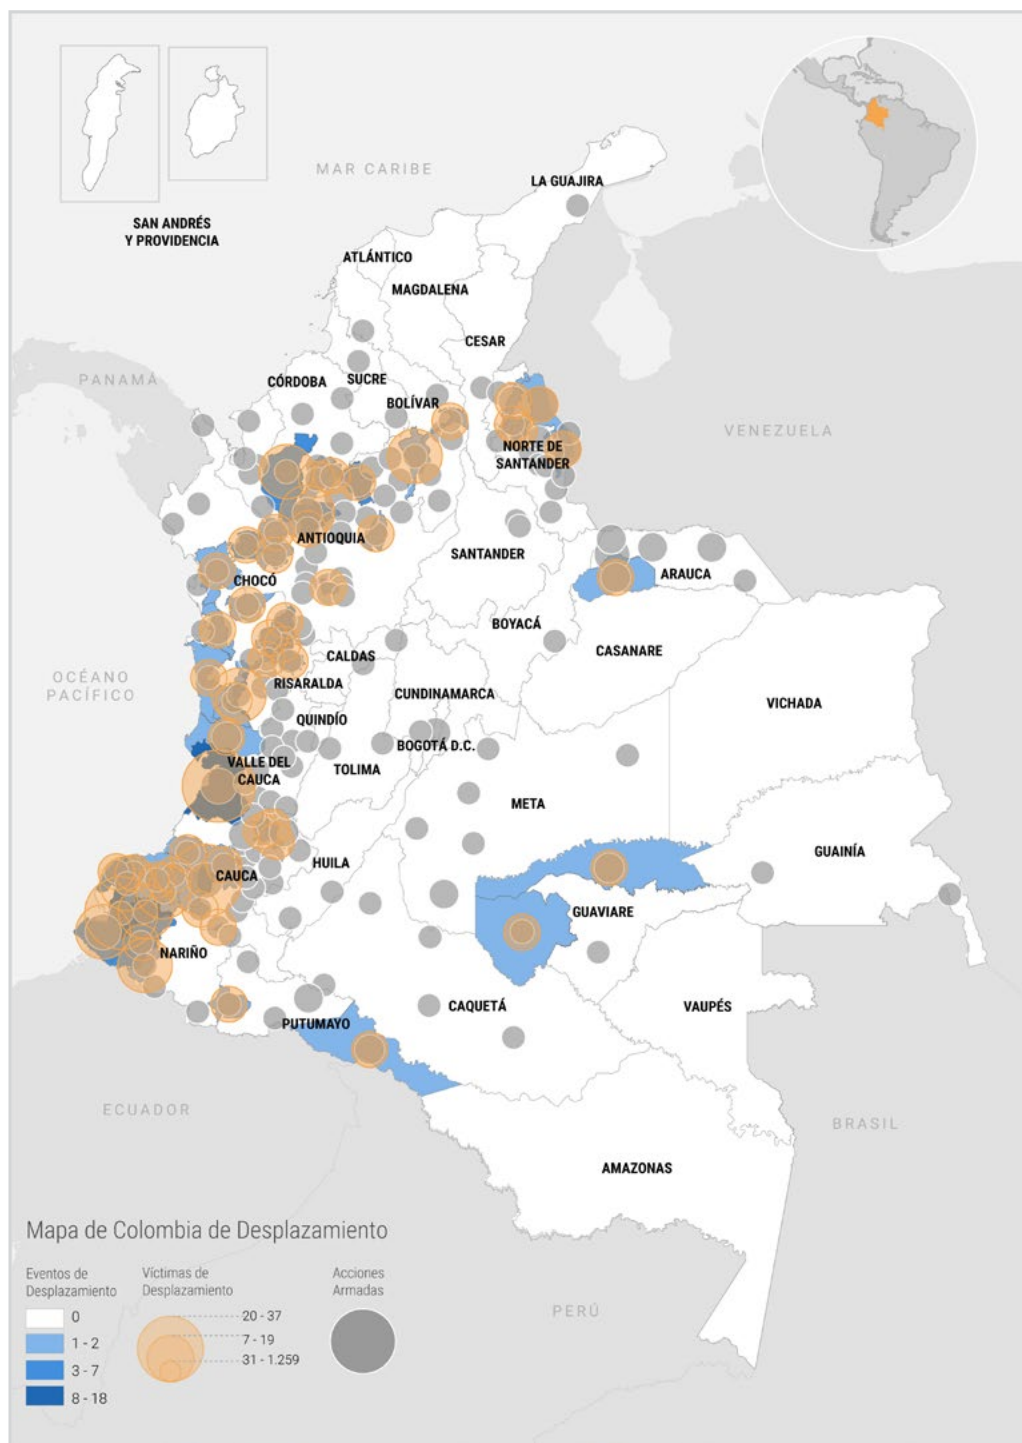 MAR CARIBE
LA GUAJIRA
SAN ANDRÉS
Y PROVIDENCIA
ATLÁNTICO
MAGDALENA
CESAR
PANAMÁ
CÓRDOBA
SUCRE
BOLÍVAR
VENEZUELA
NORTE DE
SANTANDER
ANTIOQUIA
SANTANDER
CHOCÓ
ARAUCA
BOYACÁ
CASANARE
CALDAS
OCÉANO
PACÍFICO
RISARALDA
CUNDINAMARCA
VICHADA
QUINDÍO
BOGOTÁ D.C.
VALLE DEL
CAUCA
TOLIMA
META
GUAINÍA
HUILA
CAUCA
GUAVIARE
NARIÑO
CAQUETÁ
VAUPÉS
PUTUMAYO
ECUADOR
BRASIL
AMAZONAS
PERÚ
Mapa de Colombia de Desplazamiento
Eventos de
Desplazamiento
0
1 - 2
3 - 7
8 - 18
Víctimas de
Desplazamiento
20 - 37
7 - 19
31 - 1.259
Acciones
Armadas